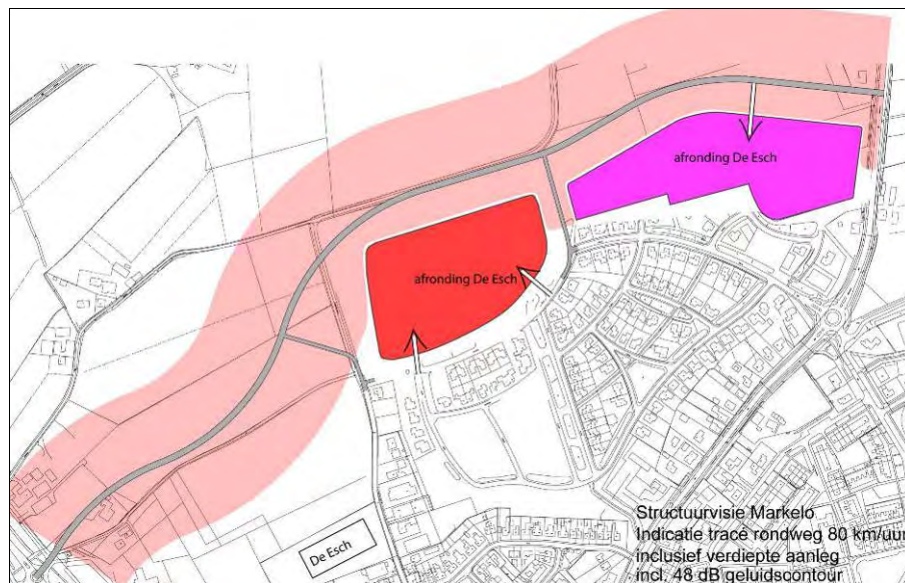 afronding De Esch
afronding De Esch
De Esch
Structuurvisie Markelo
Indicatie tracé rondweg 80 km/uur
inclusief verdiepte aanleg
incl. 48 dB geluidscontour